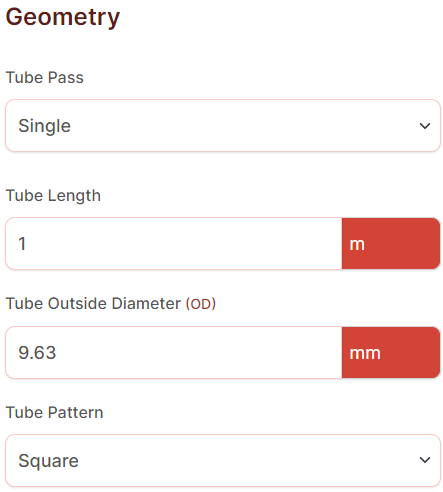 Geometry
Tube Pass
Single
Tube Length
1 m
Tube Outside Diameter (OD)
9.63 mm
Tube Pattern
Square